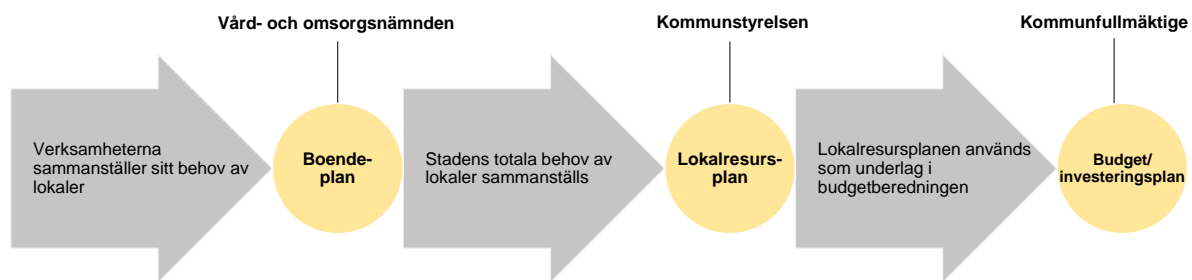 Vård- och omsorgsnämnden
Kommunstyrelsen
Kommunfullmäktige
Verksamheterna
sammanställer sitt behov av
lokaler
Boende-
plan
Stadens totala behov av
lokaler sammanställs
Lokalresurs-
plan
Lokalresursplanen används
som underlag i
budgetberedningen
Budget/
investeringsplan